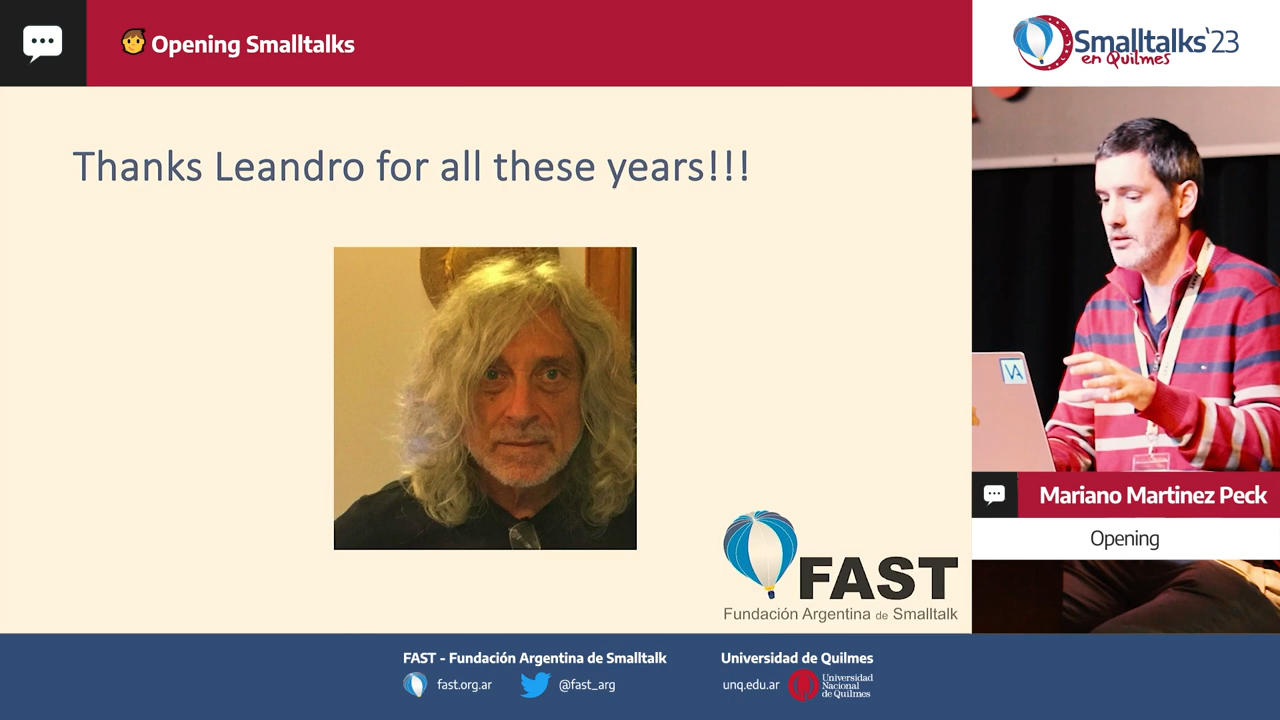 Opening Smalltalks
Smalltalks'23
en Quilmes
Thanks Leandro for all these years!!!
VA
Mariano Martinez Peck
Opening
FAST
Fundación Argentina de Smalltalk
FAST - Fundación Argentina de Smalltalk
fast.org.ar
@fast_arg
Universidad de Quilmes
unq.edu.ar
Universidad
Nacional
de Quilmes